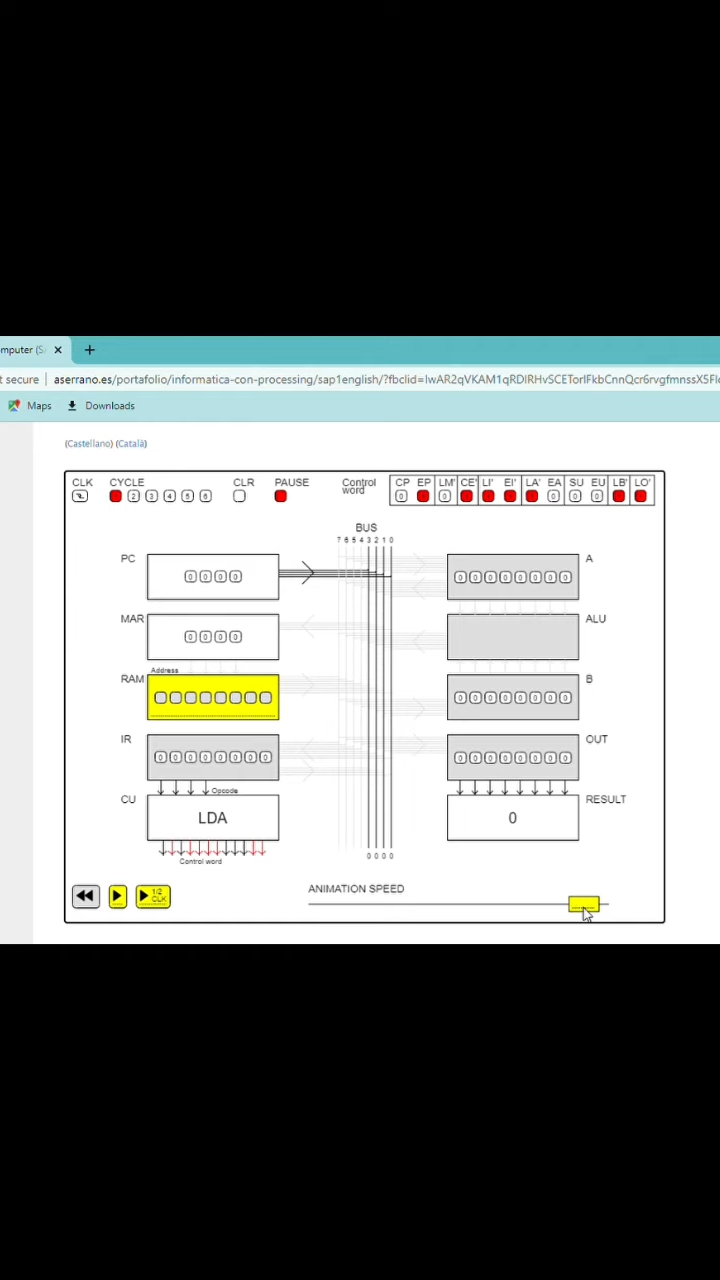 omputer (S
t secure | aserrano.es/portafolio/informatica-con-processing/sap1english/?fbclid=
Maps Downloads
(Castellano) (Català)
CLK CYCLE CLR PAUSE Control word CP EP LM' CE' LI' EI' LA' EA SU EU LB' LO'
2 3 4 5 6 0 0 0 0 0
BUS
7 6 5 4 3 2 1 0
PC 0 0 0 0 0 0 0 0 0 0 0 0 A
MAR 0 0 0 0 ALU
Address
RAM 0 0 0 0 0 0 0 0 B
IR 0 0 0 0 0 0 0 0 0 0 0 0 0 0 0 0 OUT
Opcode
CU LDA 0 RESULT
0 0 0 0
Control word
ANIMATION SPEED
1/2
CLK